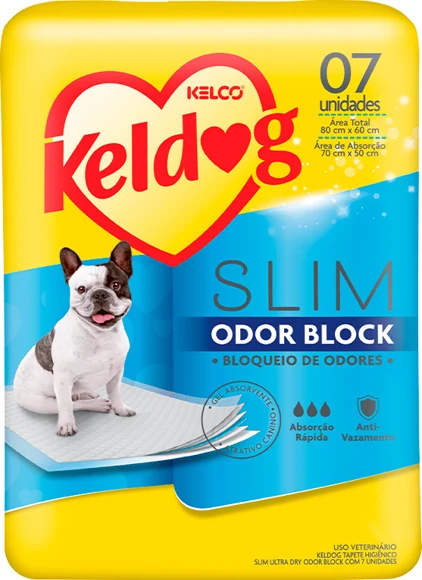 KELCO
Keldog
07
unidades
Área Total
80 cm x 60 cm
Área de Absorção
70 cm x 50 cm
SLIM
ODOR BLOCK
• BLOQUEIO DE ODORES •
GEL ABSORVENTE
ATRATIVO CANINO
Absorção
Rápida
Anti-
Vazamento
USO VETERINÁRIO
KELDOG TAPETE HIGIÊNICO
SLIM ULTRA DRY ODOR BLOCK COM 7 UNIDADES